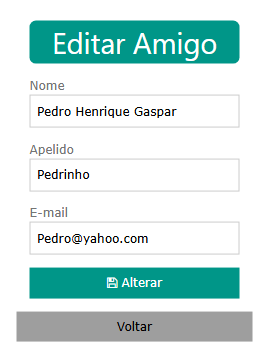 Editar Amigo
Nome
Pedro Henrique Gaspar
Apelido
Pedrinho
E-mail
Pedro@yahoo.com
Alterar
Voltar